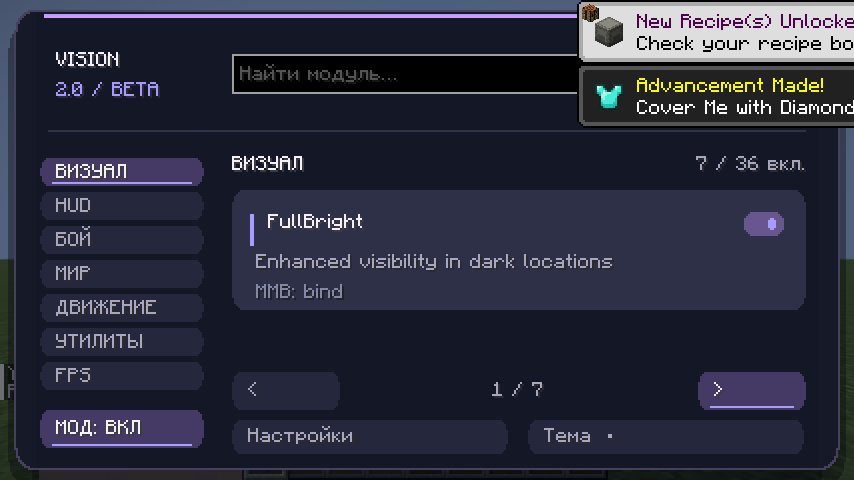 New Recipe(s) Unlocke
Check your recipe bo
Advancement Made!
Cover Me with Diamond
VISION
2.0 / BETA
Найти модуль...
ВИЗУАЛ
HUD
БОЙ
МИР
ДВИЖЕНИЕ
УТИЛИТЫ
FPS
МОД: ВКЛ
ВИЗУАЛ
7 / 36 вкл.
FullBright
Enhanced visibility in dark locations
MMB: bind
<
1 / 7
>
Настройки
Тема •